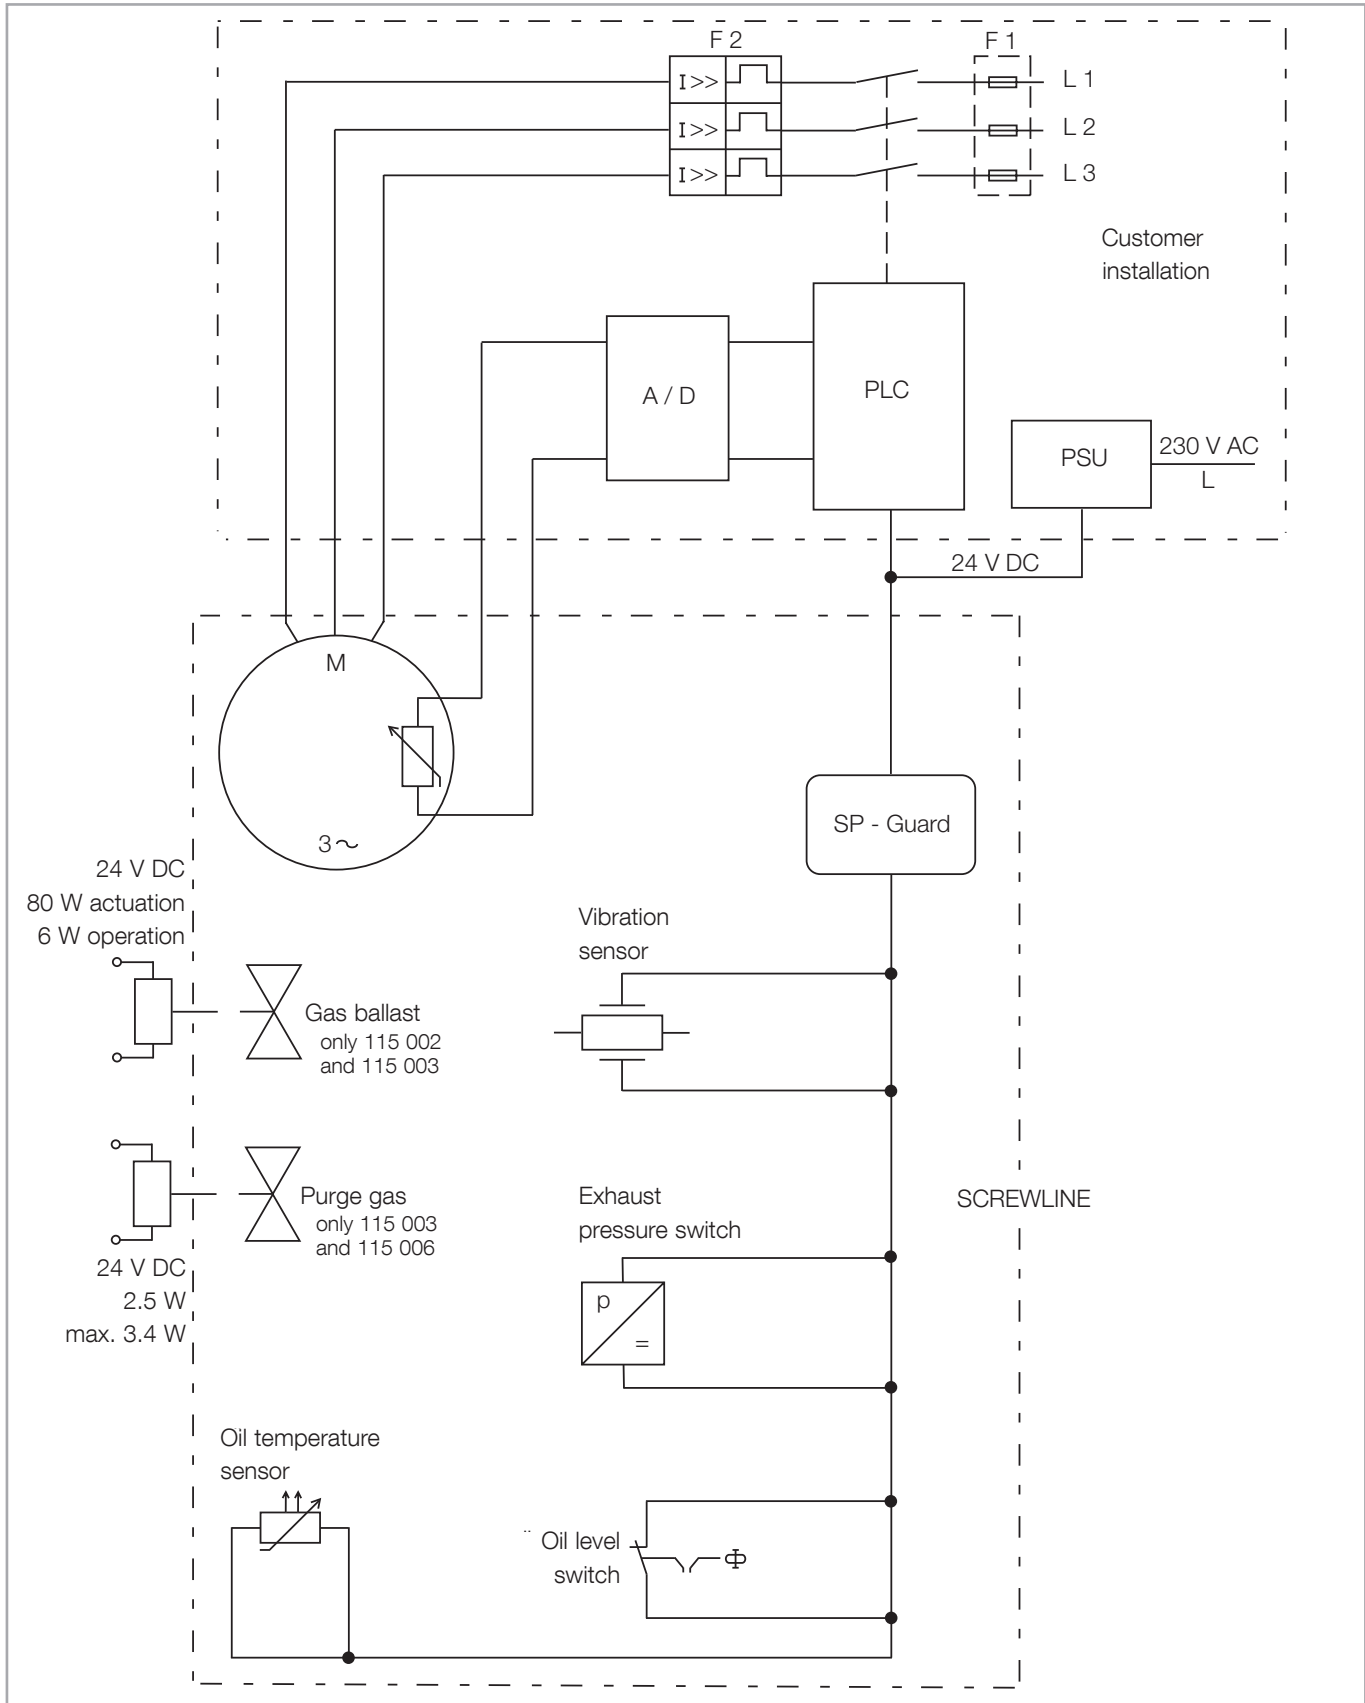 F 2
F 1
I >>
L 1
I >>
L 2
I >>
L 3
Customer
installation
A / D
PLC
PSU
230 V AC
L
24 V DC
M
3~
SP - Guard
24 V DC
80 W actuation
6 W operation
Vibration
sensor
Gas ballast
only 115 002
and 115 003
Purge gas
only 115 003
and 115 006
Exhaust
pressure switch
SCREWLINE
24 V DC
2.5 W
max. 3.4 W
p
=
Oil temperature
sensor
Oil level
switch